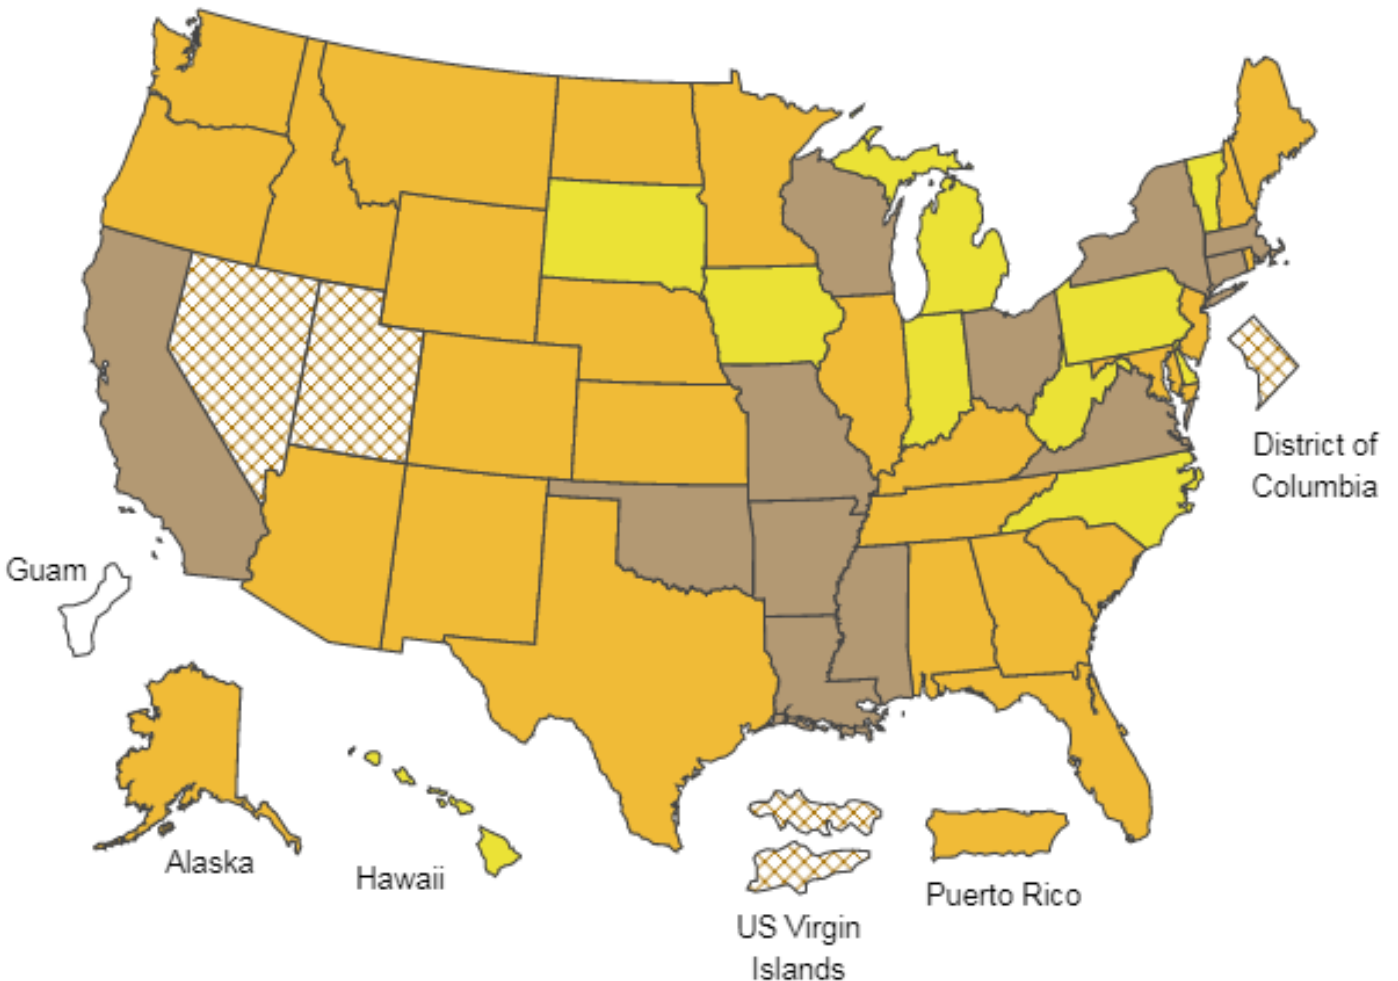 District of
Columbia
Guam
Alaska
Hawaii
Puerto Rico
US Virgin
Islands